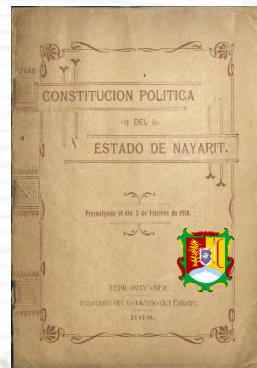 CONSTITUCION POLITICA
DEL
ESTADO DE NAYARIT.
Promulgada el día 5 de Febrero de 1918.
TEPIC, NAY. MEX.
Imprenta del Gobierno del Estado.
1918.